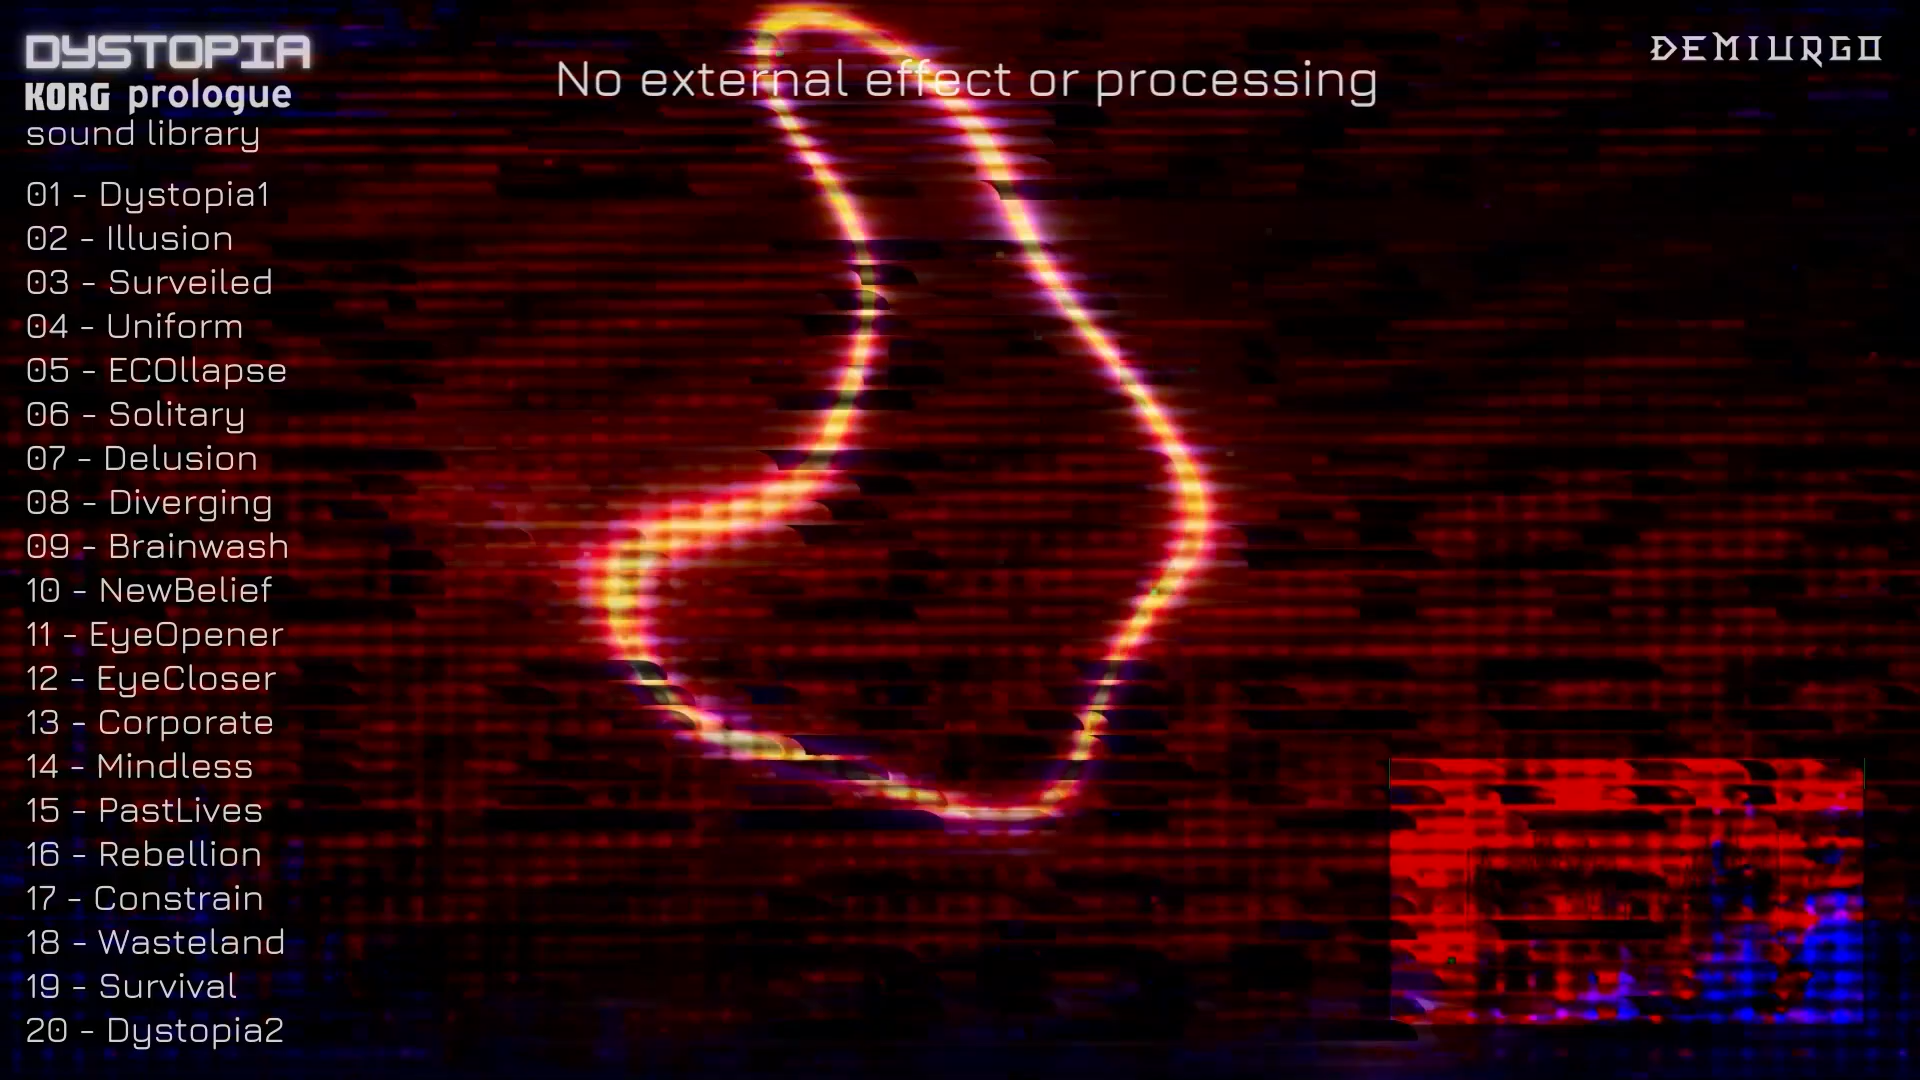 DYSTOPIA
KORG prologue
sound library
No external effect or processing
DEMIURGO
01 - Dystopia1
02 - Illusion
03 - Surveiled
04 - Uniform
05 - ECOllapse
06 - Solitary
07 - Delusion
08 - Diverging
09 - Brainwash
10 - NewBelief
11 - EyeOpener
12 - EyeCloser
13 - Corporate
14 - Mindless
15 - PastLives
16 - Rebellion
17 - Constrain
18 - Wasteland
19 - Survival
20 - Dystopia2